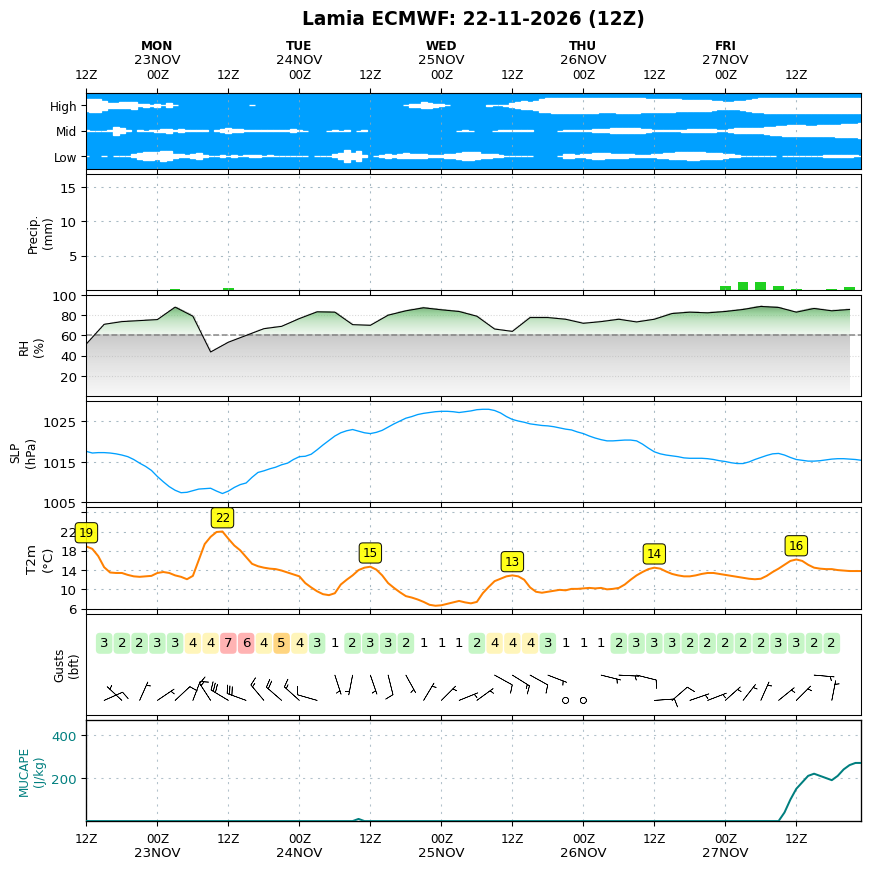 Lamia ECMWF: 22-11-2026 (12Z)
MON TUE WED THU FRI
23NOV 24NOV 25NOV 26NOV 27NOV
12Z 00Z 12Z 00Z 12Z 00Z 12Z 00Z 12Z 00Z 12Z
High
Mid
Low
Precip.
(mm)
15
10
5
RH
(%)
100
80
60
40
20
SLP
(hPa)
1025
1015
1005
T2m
(°C)
22
18
14
10
6
19 22 15 13 14 16
Gusts
(bft)
3 2 2 3 3 4 4 7 6 4 5 4 3 1 2 3 3 2 1 1 1 2 4 4 4 3 1 1 1 2 3 3 3 2 2 2 2 2 2 3 2 2
MUCAPE
(J/kg)
400
200
12Z 00Z 12Z 00Z 12Z 00Z 12Z 00Z 12Z 00Z 12Z
23NOV 24NOV 25NOV 26NOV 27NOV